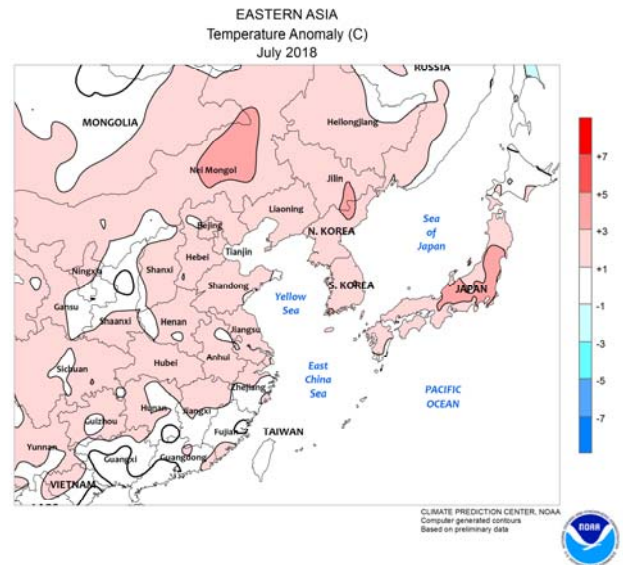 EASTERN ASIA
Temperature Anomaly (C)
July 2018
RUSSIA
MONGOLIA
Heilongjiang
Nei Mongol
Jilin
Liaoning
Beijing
N. KOREA
Sea
of
Japan
Tianjin
Hebei
Ningxia
Shanxi
Shandong
S. KOREA
JAPAN
Yellow
Sea
Gansu
Shaanxi
Henan
Jiangsu
Anhui
Hubei
Sichuan
East
China
Sea
Zhejiang
PACIFIC
OCEAN
Hunan
Jiangxi
Guizhou
Fujian
TAIWAN
Yunnan
Guangxi
Guangdong
VIETNAM
LAOS
+7
+5
+3
+1
-1
-3
-5
-7
CLIMATE PREDICTION CENTER, NOAA
Computer generated contours
Based on preliminary data
NOAA